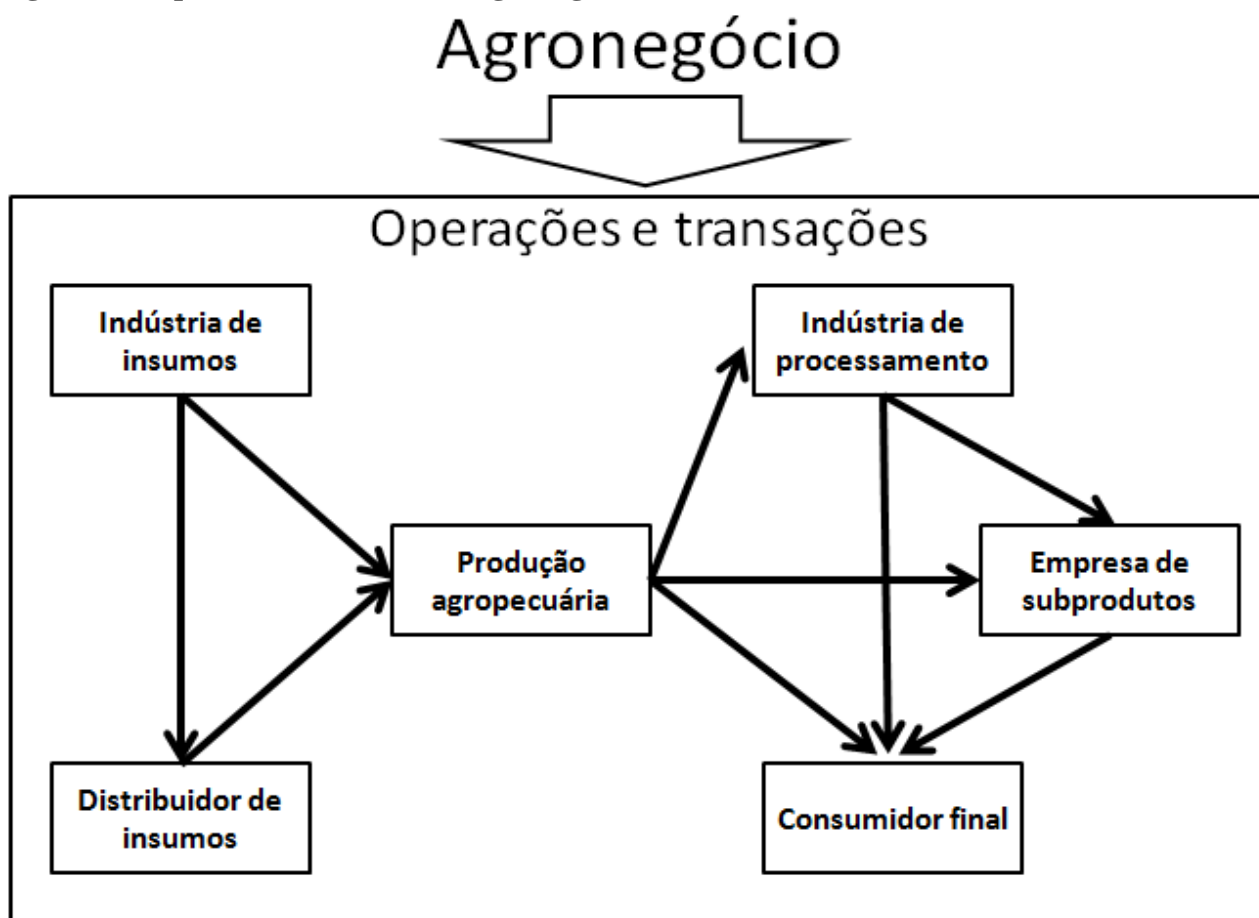 Agronegócio
Operações e transações
Indústria de
insumos
Indústria de
processamento
Produção
agropecuária
Empresa de
subprodutos
Distribuidor de
insumos
Consumidor final